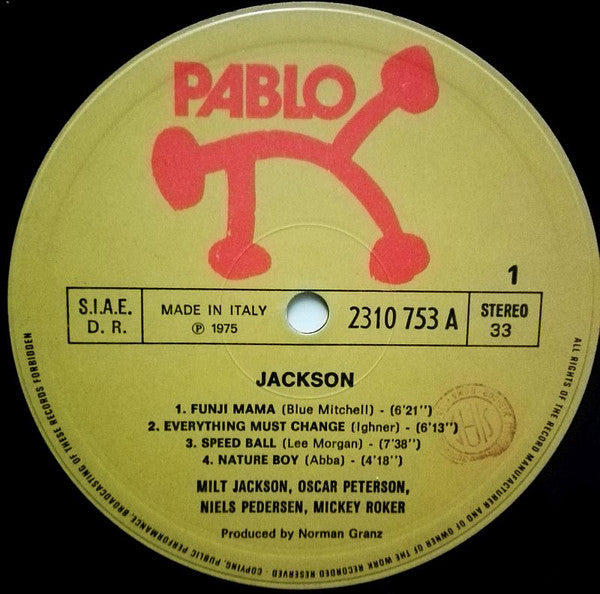 PABLO
1
S.I.A.E.
D. R.
MADE IN ITALY
℗ 1975
2310 753 A
STEREO
33
JACKSON
1. FUNJI MAMA (Blue Mitchell) - (6'21'')
2. EVERYTHING MUST CHANGE (Ighner) - (6'13'')
3. SPEED BALL (Lee Morgan) - (7'38'')
4. NATURE BOY (Abba) - (4'18'')
MILT JACKSON, OSCAR PETERSON,
NIELS PEDERSEN, MICKEY ROKER
Produced by Norman Granz
ALL RIGHTS OF THE RECORD MANUFACTURER AND OF OWNER OF THE WORK RECORDED RESERVED - COPYING, PUBLIC PERFORMANCE, BROADCASTING OF THESE RECORDS FORBIDDEN